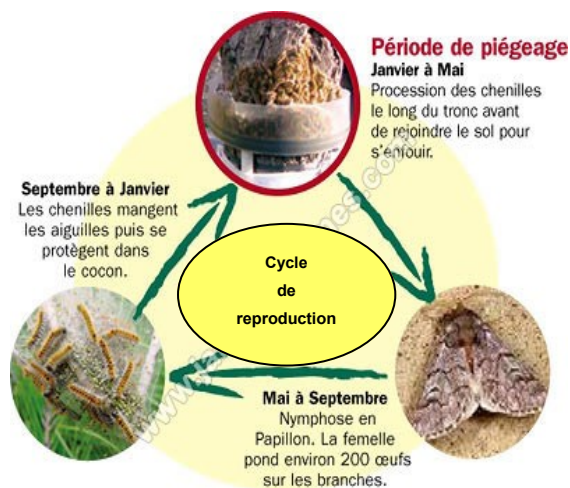 Période de piégeage
Janvier à Mai
Procession des chenilles
le long du tronc avant
de rejoindre le sol pour
s'enfouir.
Septembre à Janvier
Les chenilles mangent
les aiguilles puis se
protègent dans
le cocon.
Cycle
de
reproduction
Mai à Septembre
Nymphose en
Papillon. La femelle
pond environ 200 œufs
sur les branches.